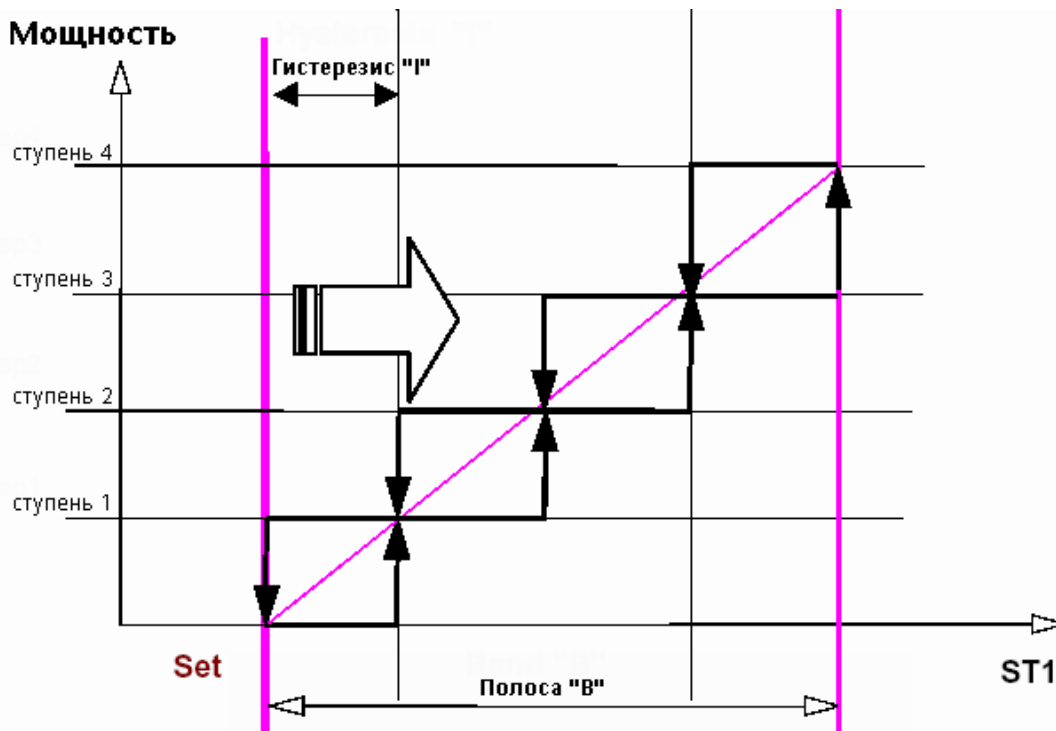 Мощность
Гистерезис "I"
ступень 4
ступень 3
ступень 2
ступень 1
Set
ST1
Полоса "B"